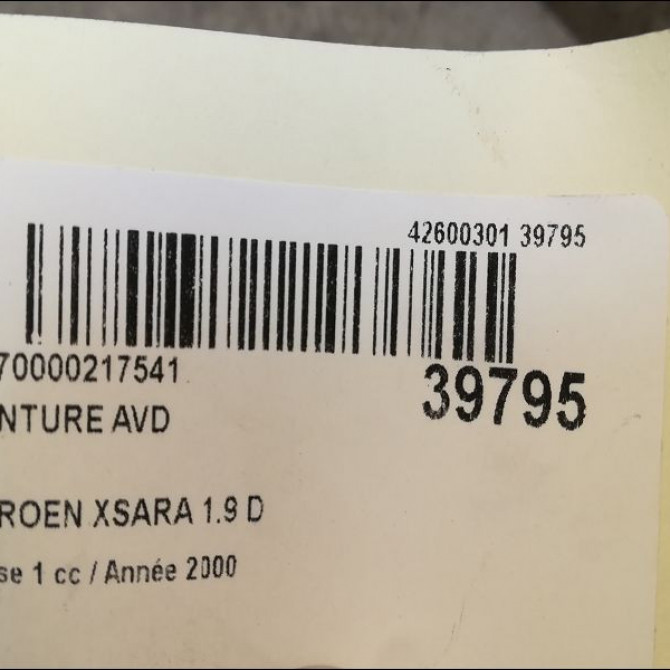 42600301 39795
70000217541
39795
NTURE AVD
ROEN XSARA 1.9 D
se 1 cc / Année 2000